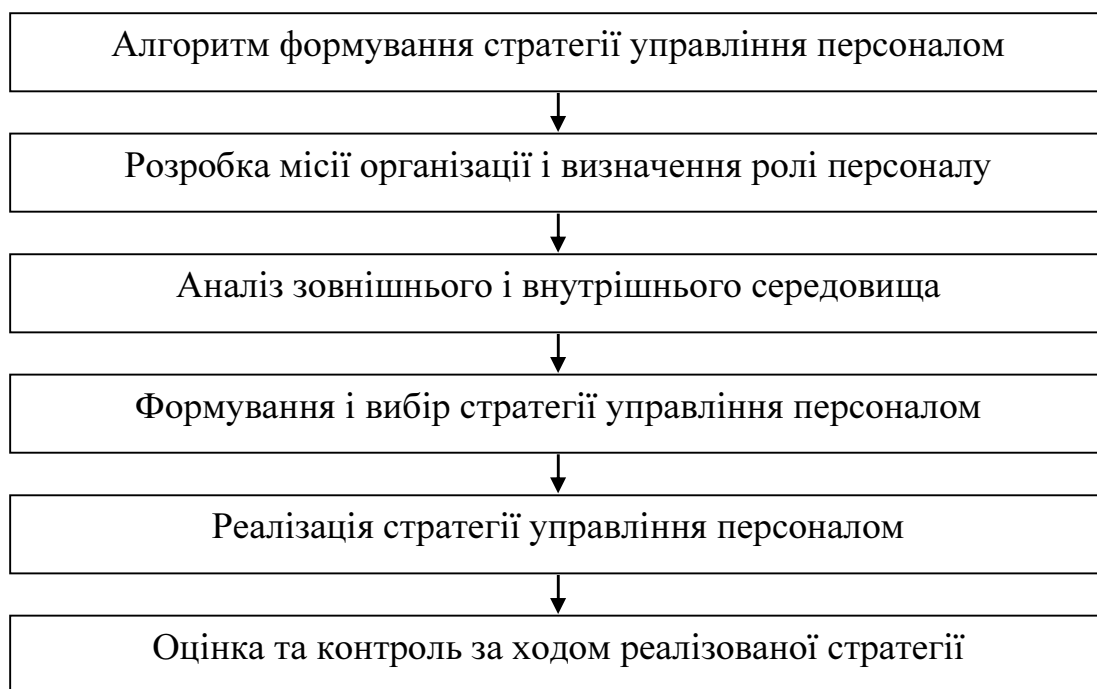 Алгоритм формування стратегії управління персоналом
Розробка місії організації і визначення ролі персоналу
Аналіз зовнішнього і внутрішнього середовища
Формування і вибір стратегії управління персоналом
Реалізація стратегії управління персоналом
Оцінка та контроль за ходом реалізованої стратегії